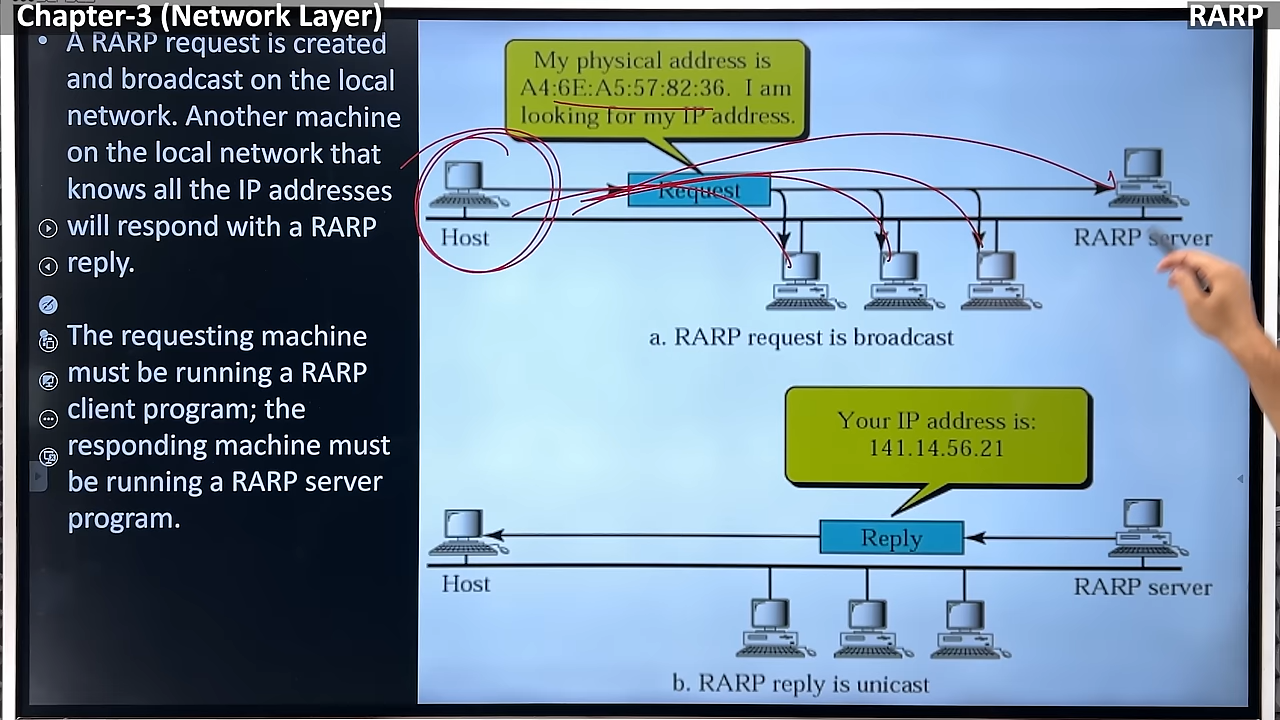 Chapter-3 (Network Layer)
RARP
• A RARP request is created
and broadcast on the local
network. Another machine
on the local network that
knows all the IP addresses
will respond with a RARP
reply.
The requesting machine
must be running a RARP
client program; the
responding machine must
be running a RARP server
program.
My physical address is
A4:6E:A5:57:82:36. I am
looking for my IP address.
Request
Host
RARP server
a. RARP request is broadcast
Your IP address is:
141.14.56.21
Reply
Host
RARP server
b. RARP reply is unicast